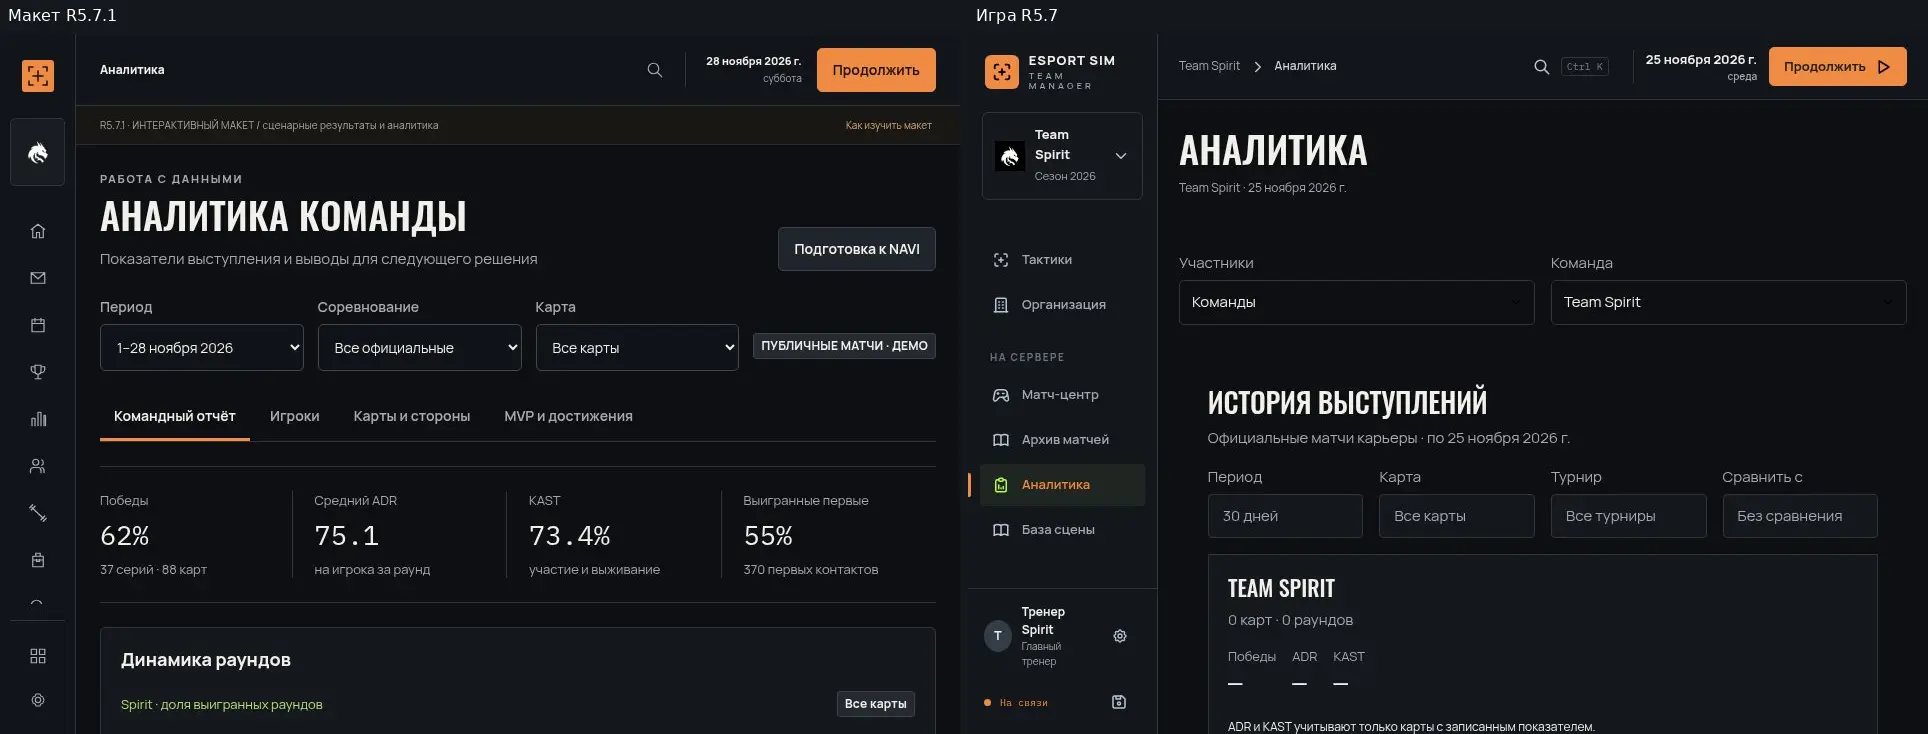 Макет R5.7.1
Аналитика
28 ноября 2026 г.
суббота
Продолжить
R5.7.1 · ИНТЕРАКТИВНЫЙ МАКЕТ / сценарные результаты и аналитика
Как изучить макет
РАБОТА С ДАННЫМИ
АНАЛИТИКА КОМАНДЫ
Показатели выступления и выводы для следующего решения
Подготовка к NAVI
Период
Соревнование
Карта
1–28 ноября 2026
Все официальные
Все карты
ПУБЛИЧНЫЕ МАТЧИ · ДЕМО
Командный отчёт
Игроки
Карты и стороны
MVP и достижения
Победы
62%
37 серий · 88 карт
Средний ADR
75.1
на игрока за раунд
KAST
73.4%
участие и выживание
Выигранные первые
55%
370 первых контактов
Динамика раундов
Spirit · доля выигранных раундов
Все карты
Игра R5.7
ESPORT SIM
TEAM
MANAGER
Team
Spirit
Сезон 2026
Тактики
Организация
НА СЕРВЕРЕ
Матч-центр
Архив матчей
Аналитика
База сцены
Т
Тренер
Spirit
Главный
тренер
На связи
Team Spirit
Аналитика
Ctrl K
25 ноября 2026 г.
среда
Продолжить
АНАЛИТИКА
Team Spirit · 25 ноября 2026 г.
Участники
Команда
Команды
Team Spirit
ИСТОРИЯ ВЫСТУПЛЕНИЙ
Официальные матчи карьеры · по 25 ноября 2026 г.
Период
Карта
Турнир
Сравнить с
30 дней
Все карты
Все турниры
Без сравнения
TEAM SPIRIT
0 карт · 0 раундов
Победы
ADR
KAST
—
—
—
ADR и KAST учитывают только карты с записанным показателем.